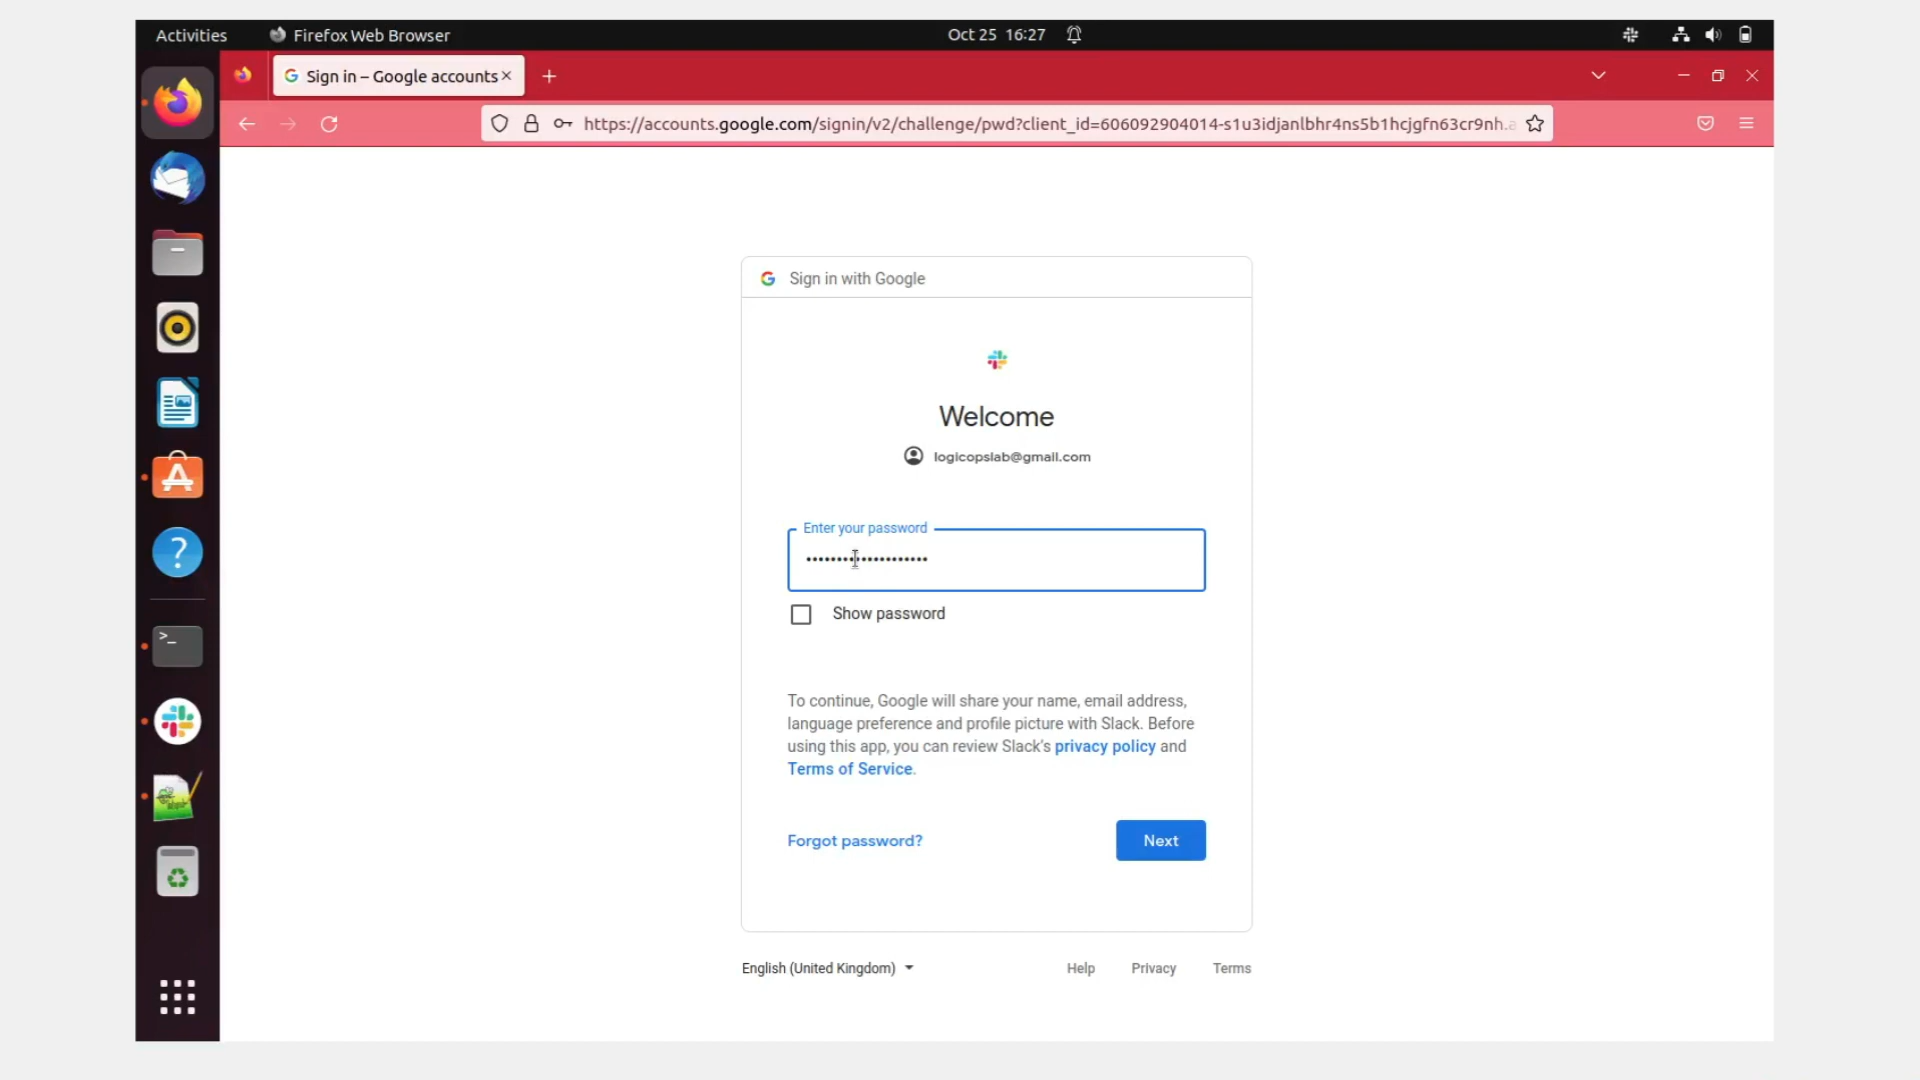 Activities
Firefox Web Browser
Oct 25 16:27
Sign in – Google accounts
https://accounts.google.com/signin/v2/challenge/pwd?client_id=606092904014-s1u3idjanlbhr4ns5b1hcjgfn63cr9nh.a
Sign in with Google
Welcome
logicopslab@gmail.com
Enter your password
Show password
To continue, Google will share your name, email address,
language preference and profile picture with Slack. Before
using this app, you can review Slack's privacy policy and
Terms of Service.
Forgot password?
Next
English (United Kingdom)
Help
Privacy
Terms